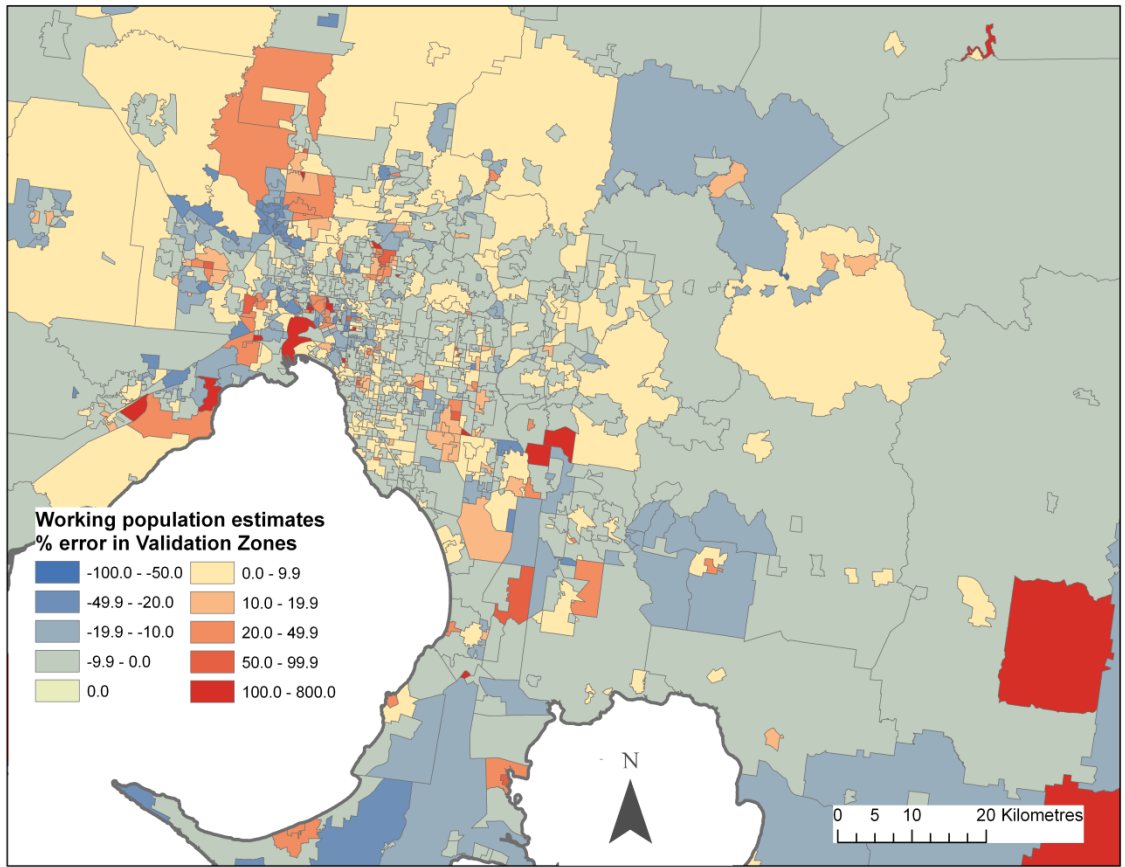 Working population estimates
% error in Validation Zones
-100.0 - -50.0
-49.9 - -20.0
-19.9 - -10.0
-9.9 - 0.0
0.0
0.0 - 9.9
10.0 - 19.9
20.0 - 49.9
50.0 - 99.9
100.0 - 800.0
N
0 5 10 20 Kilometres